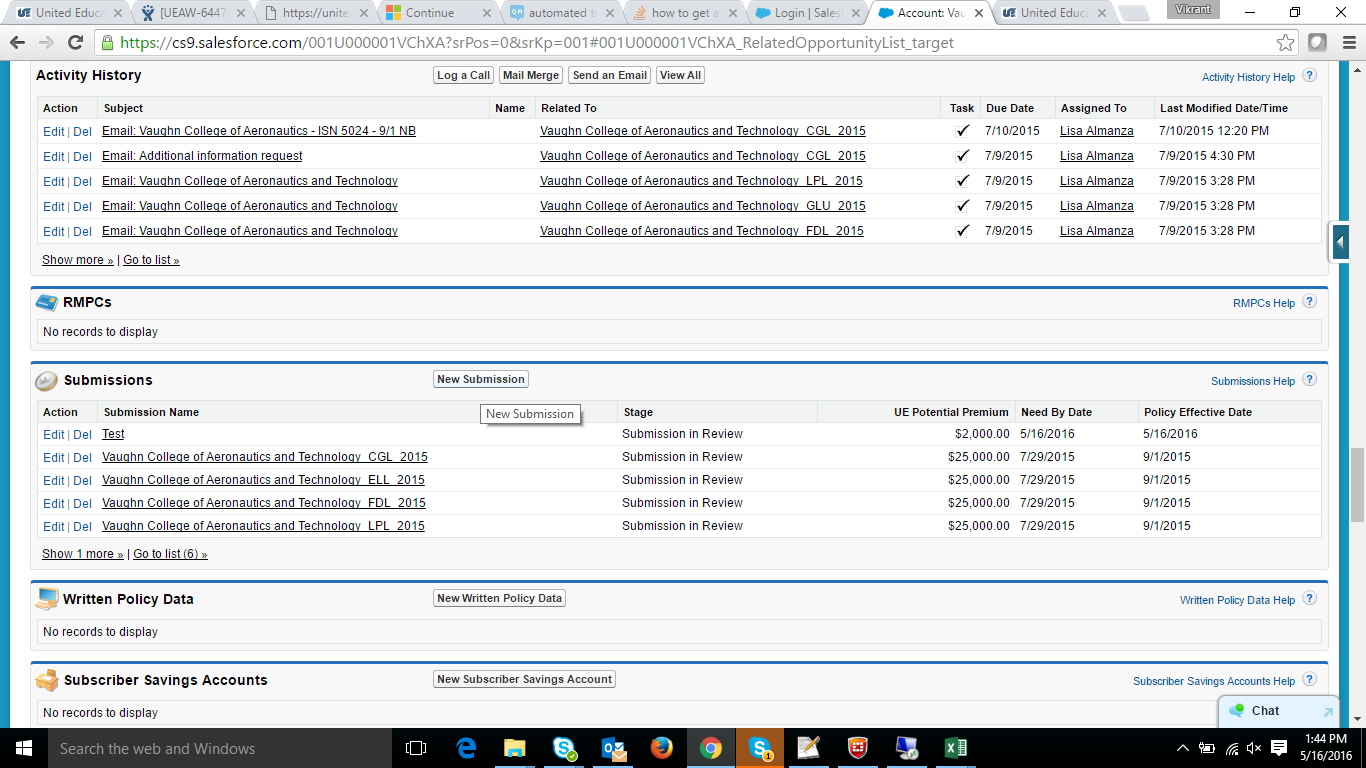 United Educa
[UEAW-6447
https://unite
Continue
automated t
how to get a
Login | Sales
Account: Vau
United Educ
Vikrant
https://cs9.salesforce.com/001U000001VChXA?srPos=0&srKp=001#001U000001VChXA_RelatedOpportunityList_target
Activity History Log a Call Mail Merge Send an Email View All Activity History Help ?
Action Subject Name Related To Task Due Date Assigned To Last Modified Date/Time
Edit | Del Email: Vaughn College of Aeronautics - ISN 5024 - 9/1 NB Vaughn College of Aeronautics and Technology_CGL_2015 7/10/2015 Lisa Almanza 7/10/2015 12:20 PM
Edit | Del Email: Additional information request Vaughn College of Aeronautics and Technology_CGL_2015 7/9/2015 Lisa Almanza 7/9/2015 4:30 PM
Edit | Del Email: Vaughn College of Aeronautics and Technology Vaughn College of Aeronautics and Technology_LPL_2015 7/9/2015 Lisa Almanza 7/9/2015 3:28 PM
Edit | Del Email: Vaughn College of Aeronautics and Technology Vaughn College of Aeronautics and Technology_GLU_2015 7/9/2015 Lisa Almanza 7/9/2015 3:28 PM
Edit | Del Email: Vaughn College of Aeronautics and Technology Vaughn College of Aeronautics and Technology_FDL_2015 7/9/2015 Lisa Almanza 7/9/2015 3:28 PM
Show more » | Go to list »
RMPCs RMPCs Help ?
No records to display
Submissions New Submission Submissions Help ?
Action Submission Name Stage UE Potential Premium Need By Date Policy Effective Date
New Submission
Edit | Del Test Submission in Review $2,000.00 5/16/2016 5/16/2016
Edit | Del Vaughn College of Aeronautics and Technology_CGL_2015 Submission in Review $25,000.00 7/29/2015 9/1/2015
Edit | Del Vaughn College of Aeronautics and Technology_ELL_2015 Submission in Review $25,000.00 7/29/2015 9/1/2015
Edit | Del Vaughn College of Aeronautics and Technology_FDL_2015 Submission in Review $25,000.00 7/29/2015 9/1/2015
Edit | Del Vaughn College of Aeronautics and Technology_LPL_2015 Submission in Review $25,000.00 7/29/2015 9/1/2015
Show 1 more » | Go to list (6) »
Written Policy Data New Written Policy Data Written Policy Data Help ?
No records to display
Subscriber Savings Accounts New Subscriber Savings Account Subscriber Savings Accounts Help ?
No records to display
Chat
Search the web and Windows
1:44 PM
5/16/2016